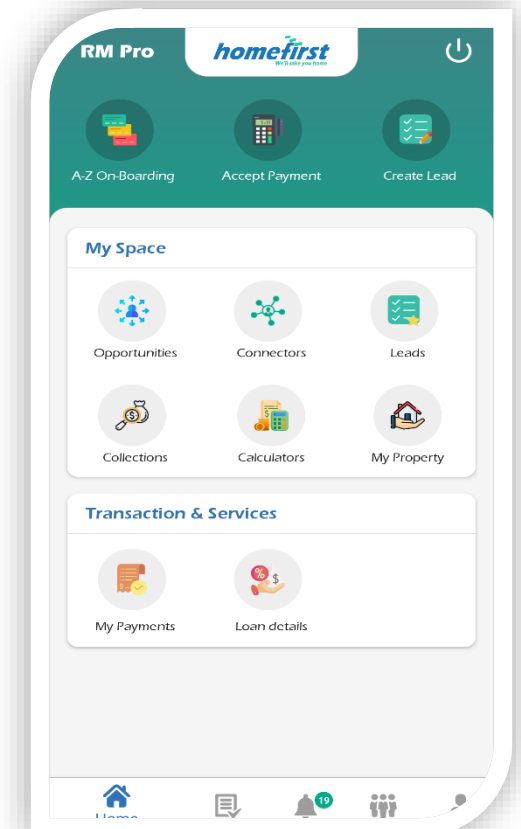 RM Pro
homefirst
We'll take you home
A-Z On-Boarding Accept Payment Create Lead
My Space
Opportunities Connectors Leads
Collections Calculators My Property
Transaction & Services
My Payments Loan details
19
Home